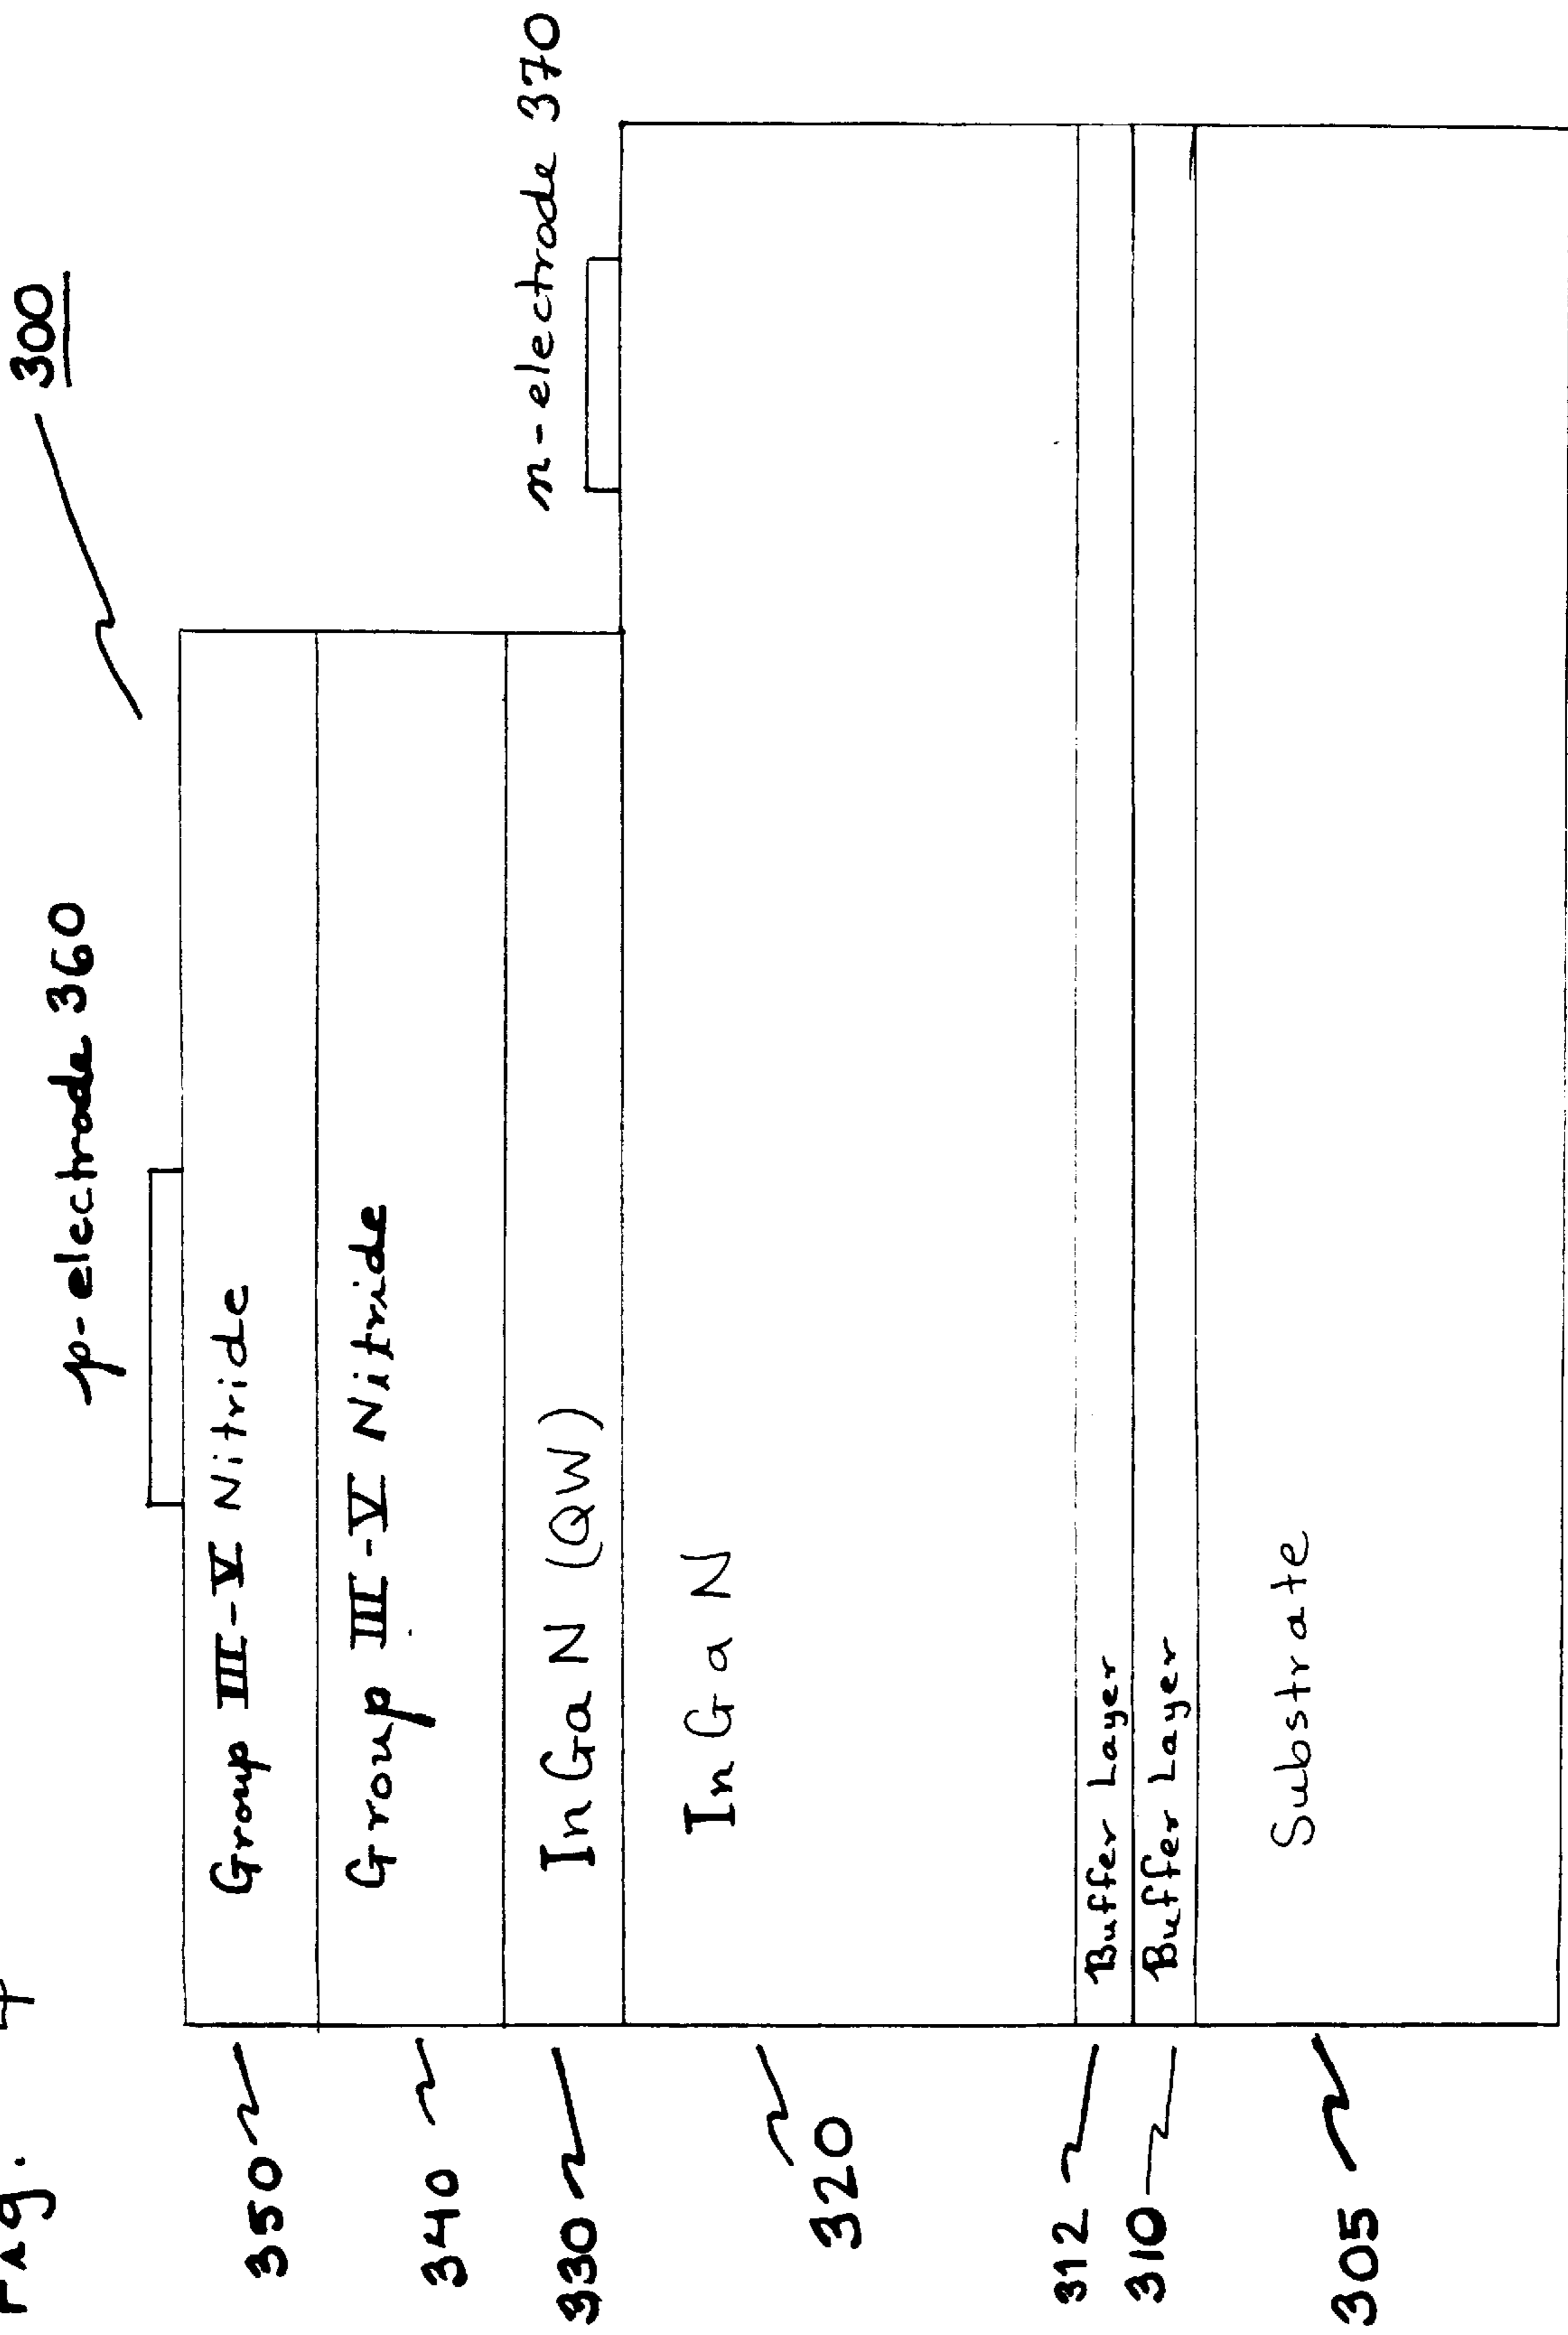 Fig. 4
300
p-electrode 360
n-electrode 370
350
Group III-V Nitride
340
Group III-V Nitride
330
InGaN (QW)
320
InGaN
312
Buffer Layer
310
Buffer Layer
305
Substrate